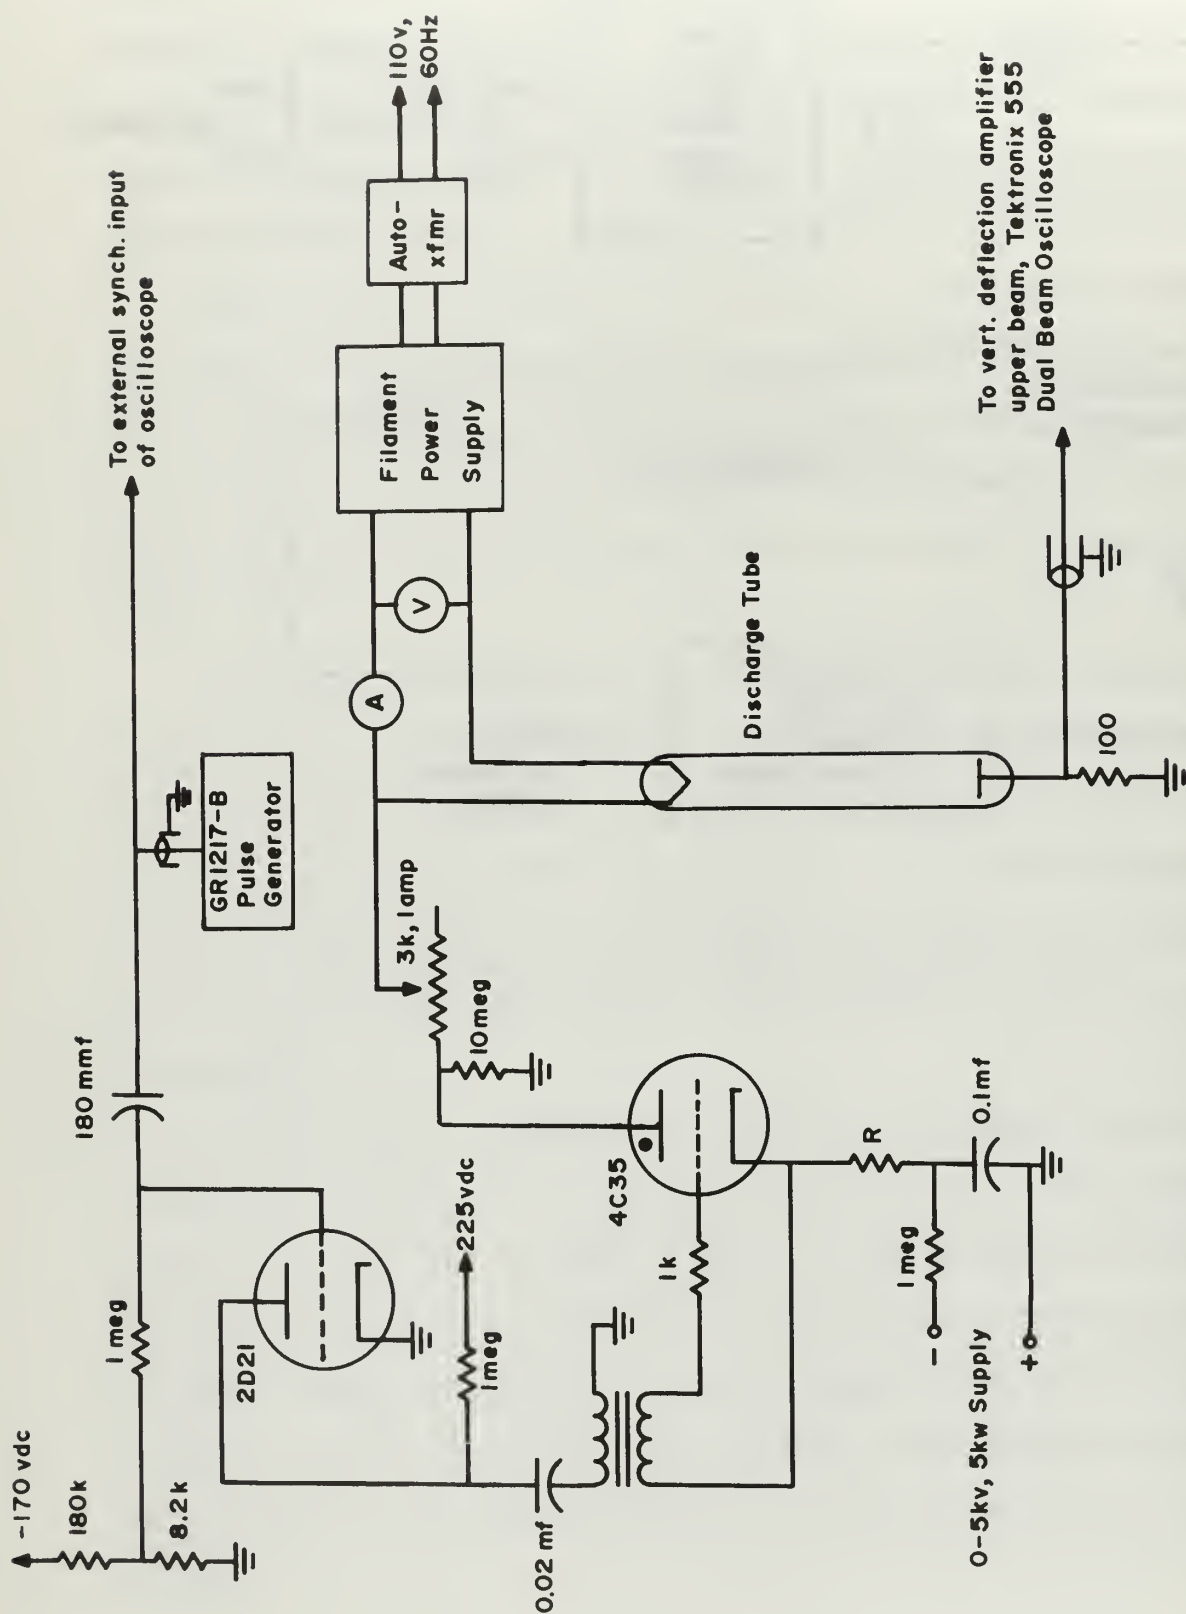 -170 vdc
180k
8.2k
1 meg
180 mmf
To external synch. input
of oscilloscope
GR1217-B
Pulse
Generator
2D21
225vdc
1meg
0.02 mf
1k
4C35
R
1meg
0.1mf
0-5kv, 5kw Supply
-
+
10meg
3k, 1amp
A
V
Filament
Power
Supply
Auto-
xfmr
110v,
60Hz
Discharge Tube
100
To vert. deflection amplifier
upper beam, Tektronix 555
Dual Beam Oscilloscope